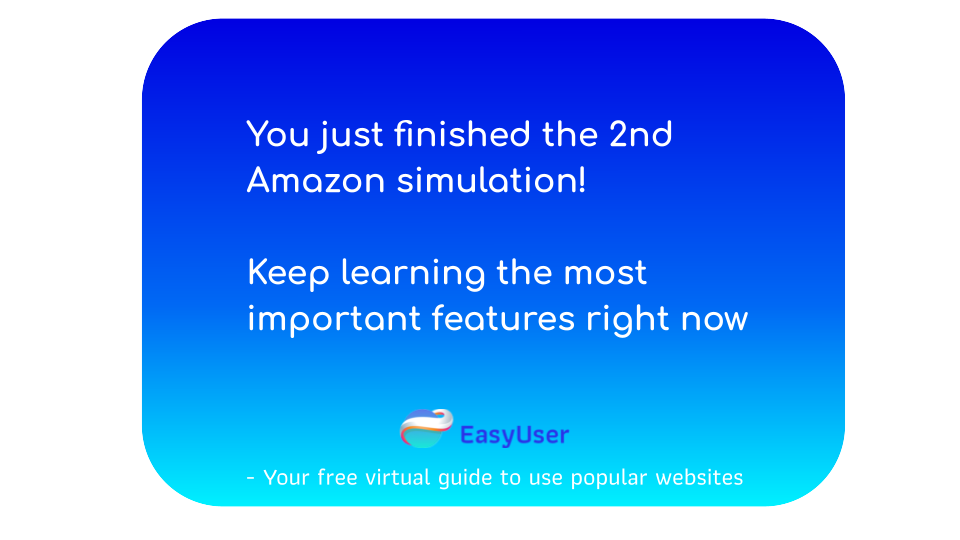 You just finished the 2nd
Amazon simulation!
Keep learning the most
important features right now
EasyUser
- Your free virtual guide to use popular websites